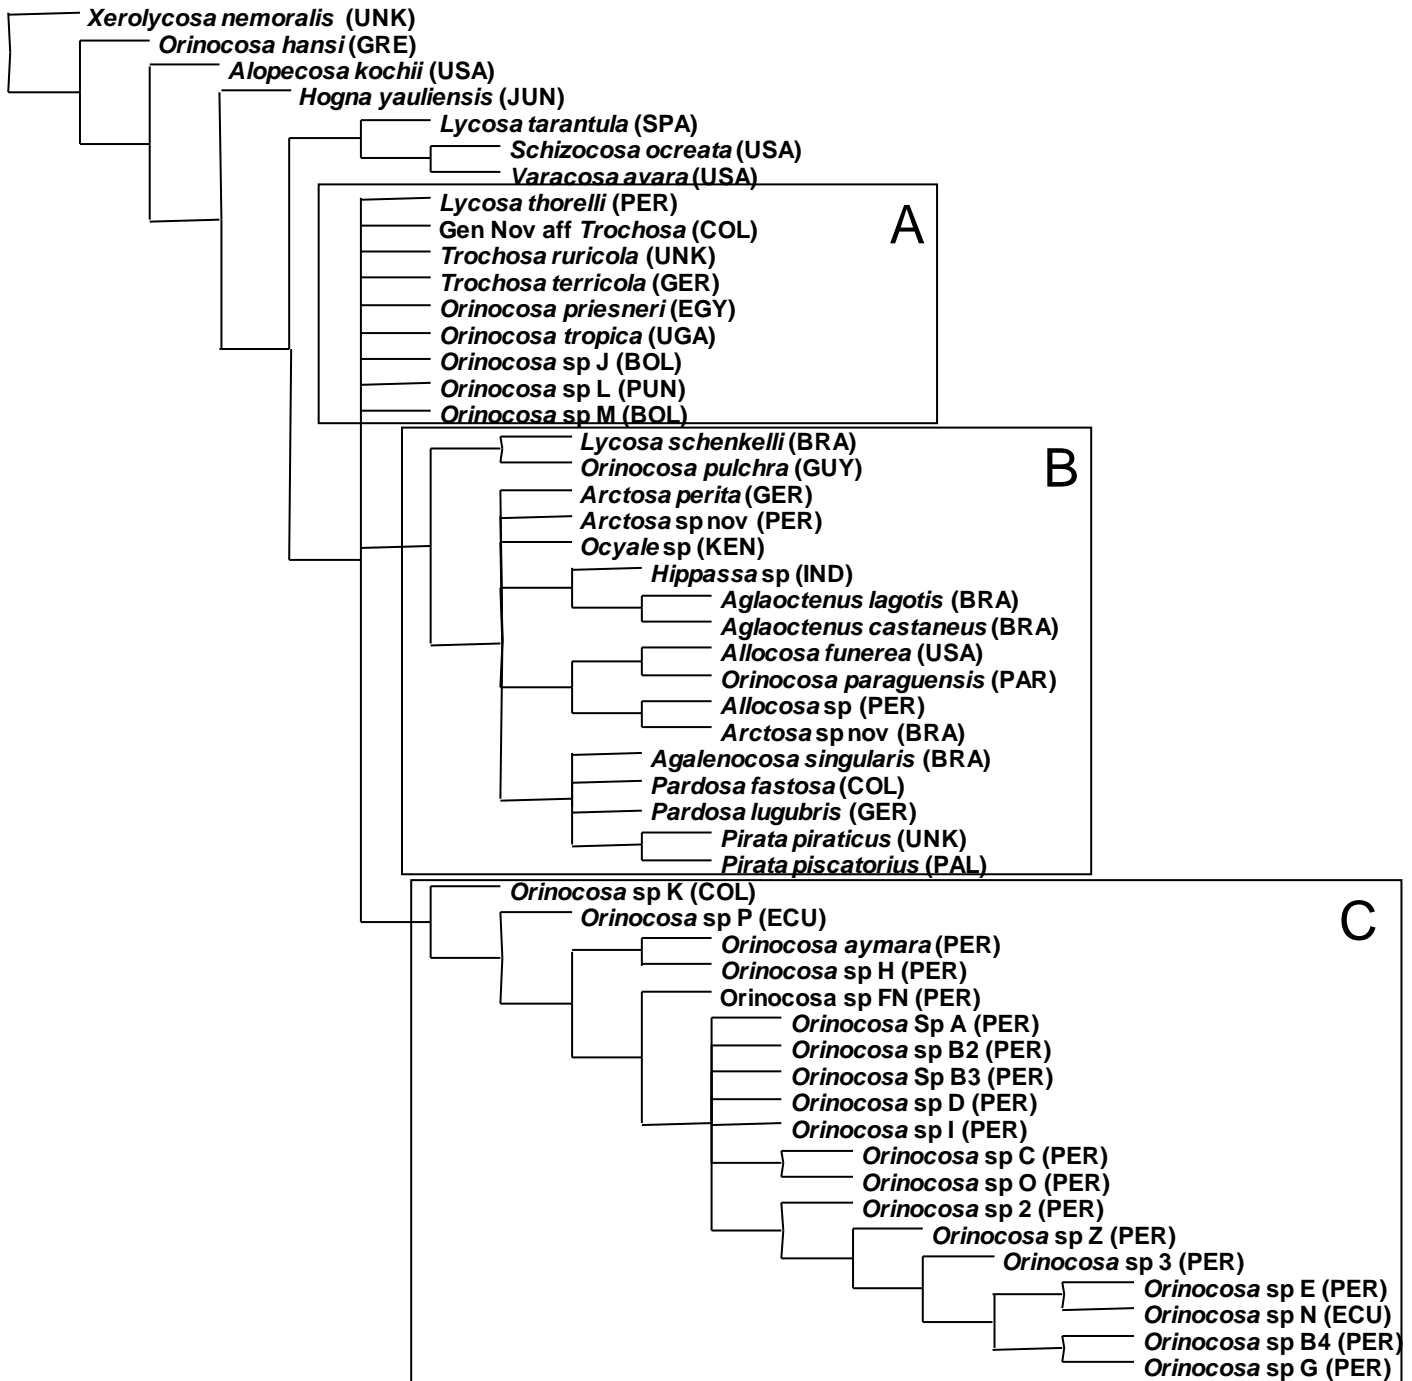 Xerolycosa nemoralis (UNK)
Orinocosa hansi (GRE)
Alopecosa kochii (USA)
Hogna yauliensis (JUN)
Lycosa tarantula (SPA)
Schizocosa ocreata (USA)
Varacosa avara (USA)
A
Lycosa thorelli (PER)
Gen Nov aff Trochosa (COL)
Trochosa ruricola (UNK)
Trochosa terricola (GER)
Orinocosa priesneri (EGY)
Orinocosa tropica (UGA)
Orinocosa sp J (BOL)
Orinocosa sp L (PUN)
Orinocosa sp M (BOL)
B
Lycosa schenkelli (BRA)
Orinocosa pulchra (GUY)
Arctosa perita (GER)
Arctosa sp nov (PER)
Ocyale sp (KEN)
Hippassa sp (IND)
Aglaoctenus lagotis (BRA)
Aglaoctenus castaneus (BRA)
Allocosa funerea (USA)
Orinocosa paraguensis (PAR)
Allocosa sp (PER)
Arctosa sp nov (BRA)
Agalenocosa singularis (BRA)
Pardosa fastosa (COL)
Pardosa lugubris (GER)
Pirata piraticus (UNK)
Pirata piscatorius (PAL)
C
Orinocosa sp K (COL)
Orinocosa sp P (ECU)
Orinocosa aymara (PER)
Orinocosa sp H (PER)
Orinocosa sp FN (PER)
Orinocosa Sp A (PER)
Orinocosa sp B2 (PER)
Orinocosa Sp B3 (PER)
Orinocosa sp D (PER)
Orinocosa sp I (PER)
Orinocosa sp C (PER)
Orinocosa sp O (PER)
Orinocosa sp 2 (PER)
Orinocosa sp Z (PER)
Orinocosa sp 3 (PER)
Orinocosa sp E (PER)
Orinocosa sp N (ECU)
Orinocosa sp B4 (PER)
Orinocosa sp G (PER)